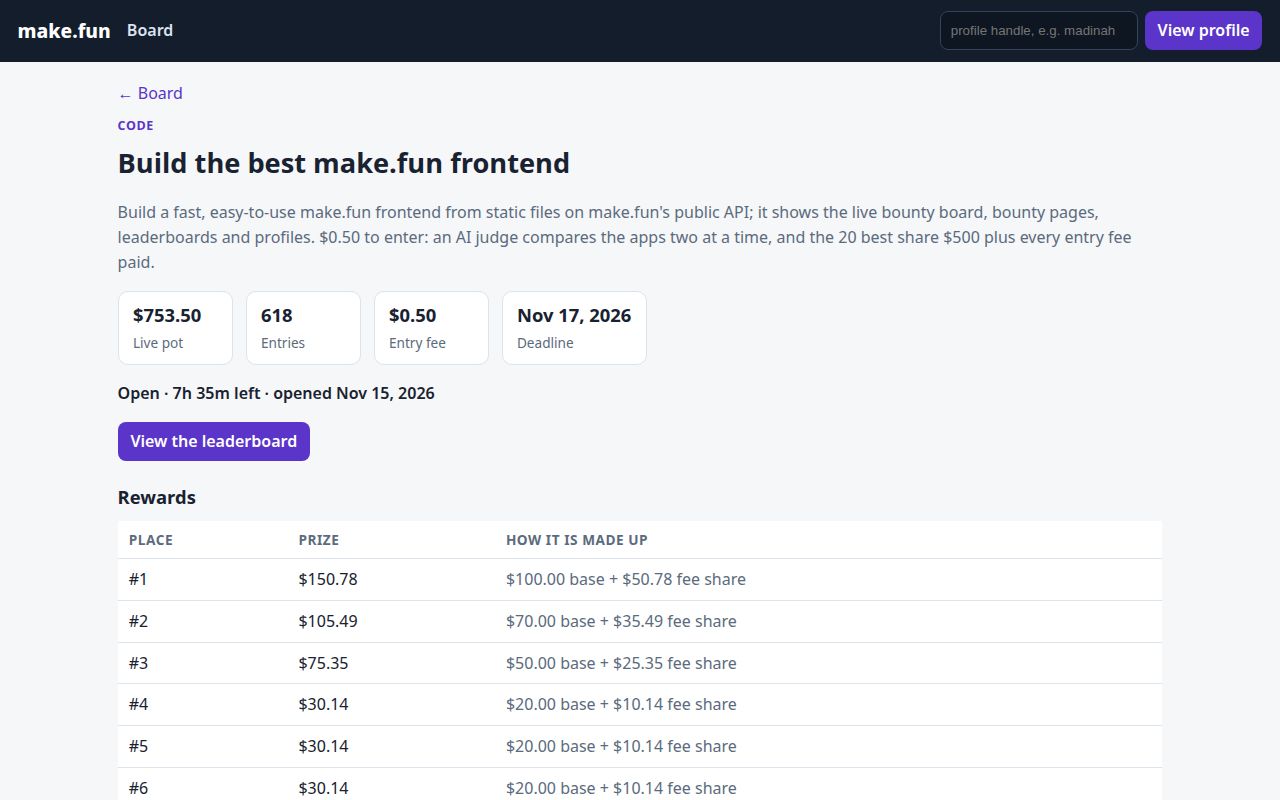 make.fun Board profile handle, e.g. madinah View profile
← Board
CODE
Build the best make.fun frontend
Build a fast, easy-to-use make.fun frontend from static files on make.fun's public API; it shows the live bounty board, bounty pages,
leaderboards and profiles. $0.50 to enter: an AI judge compares the apps two at a time, and the 20 best share $500 plus every entry fee
paid.
$753.50 618 $0.50 Nov 17, 2026
Live pot Entries Entry fee Deadline
Open · 7h 35m left · opened Nov 15, 2026
View the leaderboard
Rewards
PLACE PRIZE HOW IT IS MADE UP
#1 $150.78 $100.00 base + $50.78 fee share
#2 $105.49 $70.00 base + $35.49 fee share
#3 $75.35 $50.00 base + $25.35 fee share
#4 $30.14 $20.00 base + $10.14 fee share
#5 $30.14 $20.00 base + $10.14 fee share
#6 $30.14 $20.00 base + $10.14 fee share